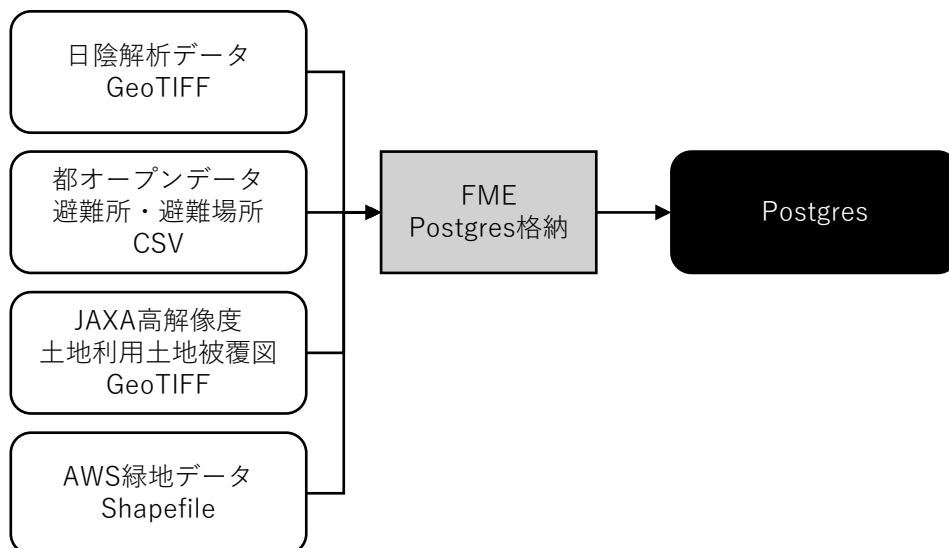 日陰解析データ
GeoTIFF
都オープンデータ
避難所・避難場所
CSV
JAXA高解像度
土地利用土地被覆図
GeoTIFF
AWS緑地データ
Shapefile
FME
Postgres格納
Postgres